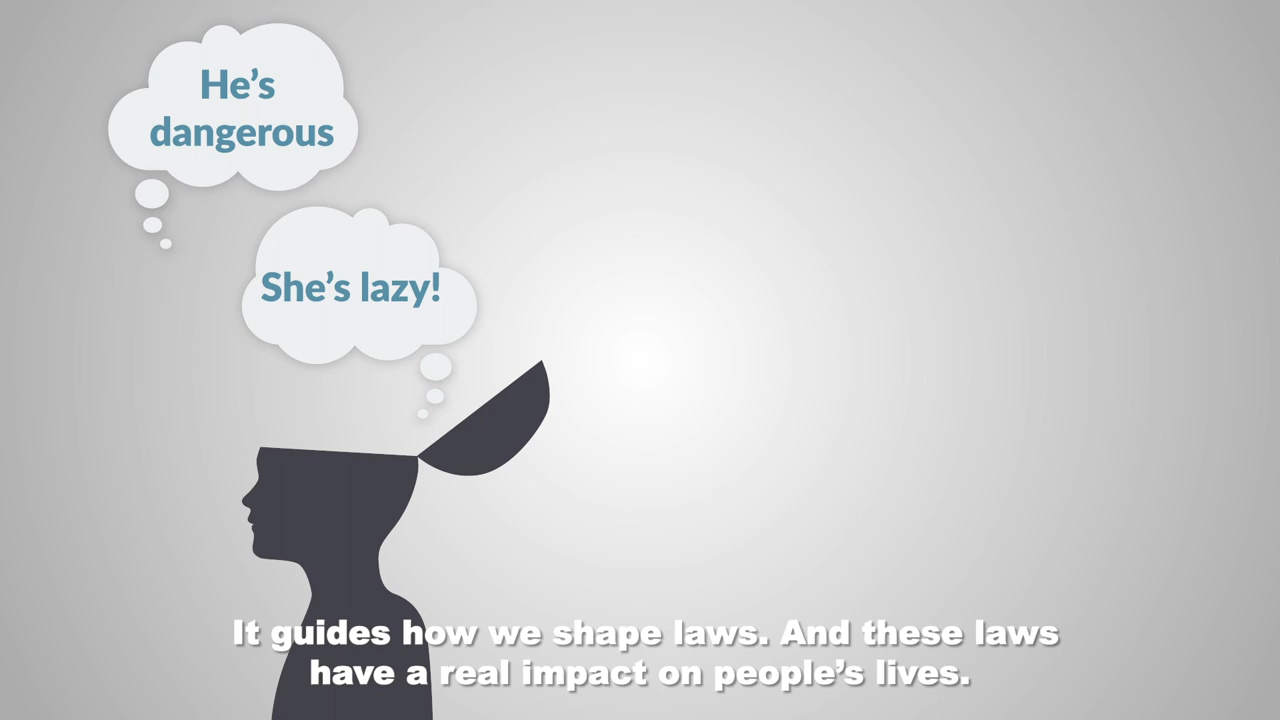 He’s
dangerous
She’s lazy!
It guides how we shape laws. And these laws
have a real impact on people’s lives.